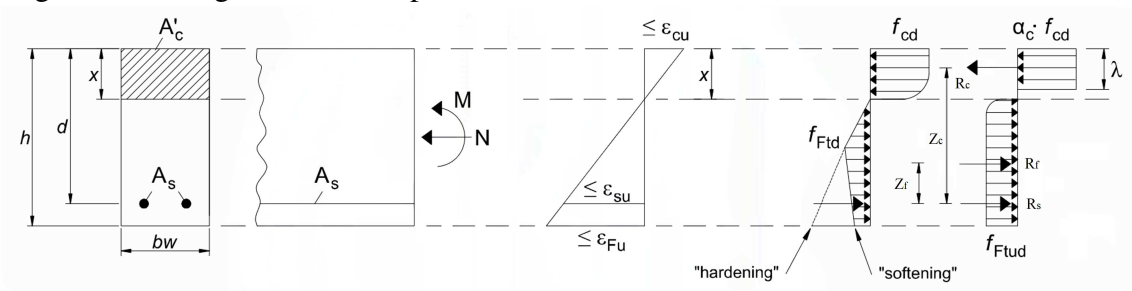 A'c
≤ εcu
fcd
αc· fcd
x
x
λ
Rc
h
d
M
N
fFtd
Zc
Zf
Rf
As
As
≤ εsu
Rs
bw
≤ εFu
fFtud
"hardening"
"softening"